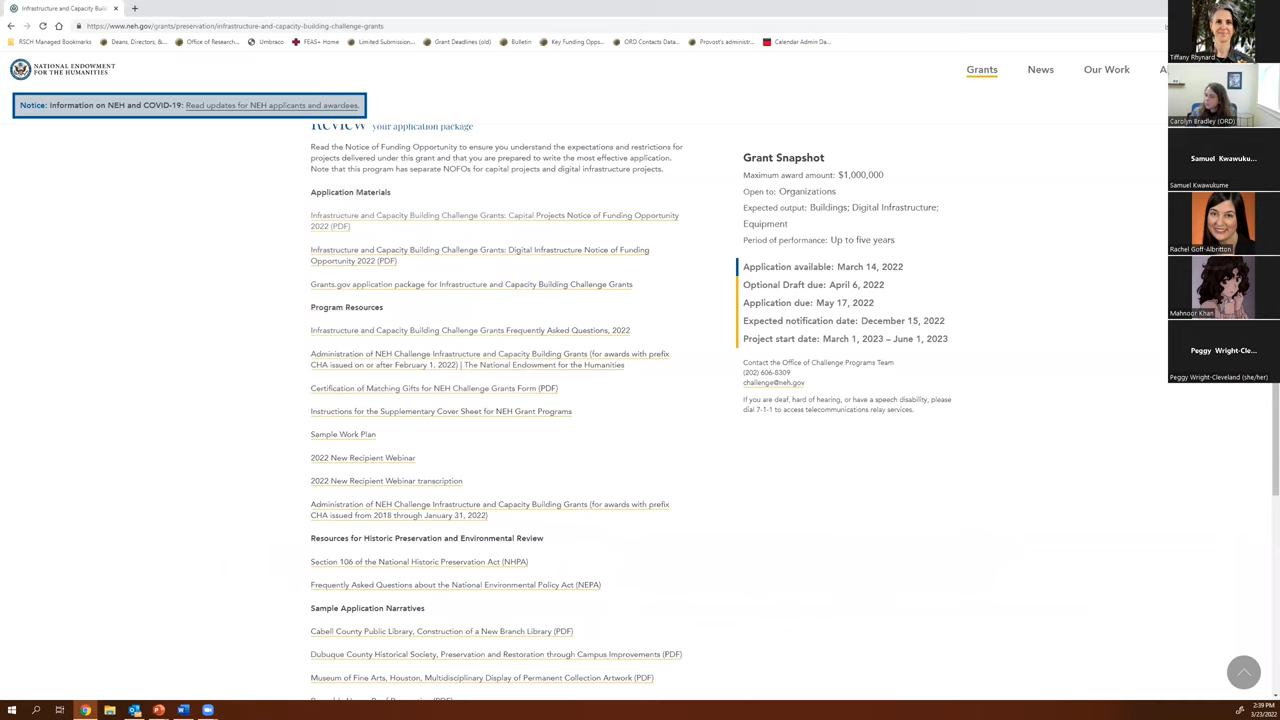 Infrastructure and Capacity Build
https://www.neh.gov/grants/preservation/infrastructure-and-capacity-building-challenge-grants
RSCH Managed Bookmarks
Deans, Directors, &...
Office of Research...
Umbraco
FEAS+ Home
Limited Submission...
Grant Deadlines (old)
Bulletin
Key Funding Opps...
ORD Contacts Data...
Provost's administr...
Calendar Admin Da...
NATIONAL ENDOWMENT
FOR THE HUMANITIES
Grants
News
Our Work
Notice: Information on NEH and COVID-19: Read updates for NEH applicants and awardees.
REVIEW your application package
Read the Notice of Funding Opportunity to ensure you understand the expectations and restrictions for
projects delivered under this grant and that you are prepared to write the most effective application.
Note that this program has separate NOFOs for capital projects and digital infrastructure projects.
Application Materials
Infrastructure and Capacity Building Challenge Grants: Capital Projects Notice of Funding Opportunity
2022 (PDF)
Infrastructure and Capacity Building Challenge Grants: Digital Infrastructure Notice of Funding
Opportunity 2022 (PDF)
Grants.gov application package for Infrastructure and Capacity Building Challenge Grants
Program Resources
Infrastructure and Capacity Building Challenge Grants Frequently Asked Questions, 2022
Administration of NEH Challenge Infrastructure and Capacity Building Grants (for awards with prefix
CHA issued on or after February 1, 2022) | The National Endowment for the Humanities
Certification of Matching Gifts for NEH Challenge Grants Form (PDF)
Instructions for the Supplementary Cover Sheet for NEH Grant Programs
Sample Work Plan
2022 New Recipient Webinar
2022 New Recipient Webinar transcription
Administration of NEH Challenge Infrastructure and Capacity Building Grants (for awards with prefix
CHA issued from 2018 through January 31, 2022)
Resources for Historic Preservation and Environmental Review
Section 106 of the National Historic Preservation Act (NHPA)
Frequently Asked Questions about the National Environmental Policy Act (NEPA)
Sample Application Narratives
Cabell County Public Library, Construction of a New Branch Library (PDF)
Dubuque County Historical Society, Preservation and Restoration through Campus Improvements (PDF)
Museum of Fine Arts, Houston, Multidisciplinary Display of Permanent Collection Artwork (PDF)
Grant Snapshot
Maximum award amount: $1,000,000
Open to: Organizations
Expected output: Buildings; Digital Infrastructure;
Equipment
Period of performance: Up to five years
Application available: March 14, 2022
Optional Draft due: April 6, 2022
Application due: May 17, 2022
Expected notification date: December 15, 2022
Project start date: March 1, 2023 – June 1, 2023
Contact the Office of Challenge Programs Team
(202) 606-8309
challenge@neh.gov
If you are deaf, hard of hearing, or have a speech disability, please
dial 7-1-1 to access telecommunications relay services.
Tiffany Rhynard
Carolyn Bradley (ORD)
Samuel Kwawuku...
Samuel Kwawukume
Rachel Goff-Albritton
Mahnoor Khan
Peggy Wright-Cle...
Peggy Wright-Cleveland (she/her)
2:39 PM
3/23/2022